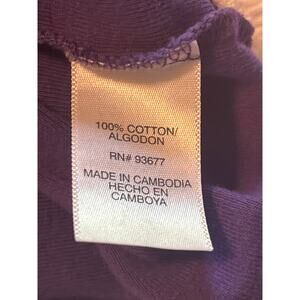 100% COTTON/
ALGODON
RN# 93677
MADE IN CAMBODIA
HECHO EN
CAMBOYA